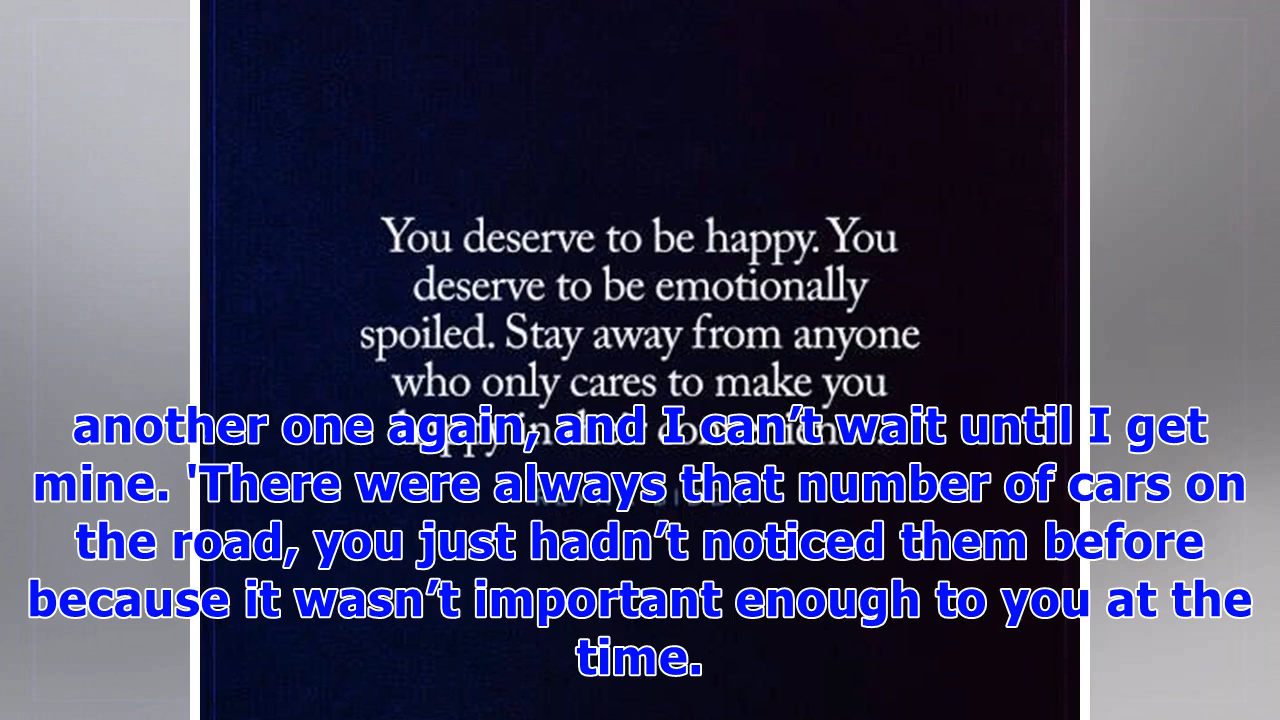 You deserve to be happy. You
deserve to be emotionally
spoiled. Stay away from anyone
who only cares to make you
another one again, and I can’t wait until I get
mine. 'There were always that number of cars on
the road, you just hadn’t noticed them before
because it wasn’t important enough to you at the
time.